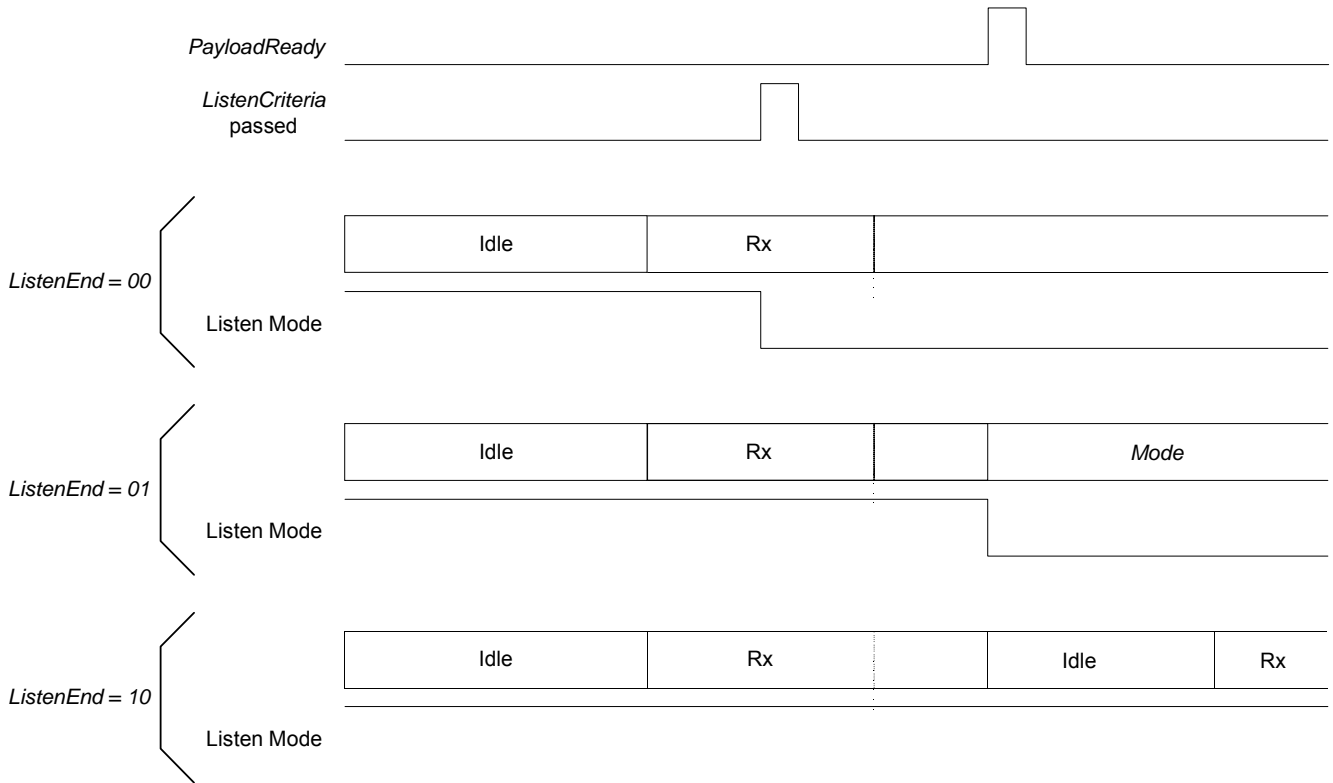 PayloadReady
ListenCriteria
passed
Idle
Rx
ListenEnd = 00
Listen Mode
Idle
Rx
Mode
ListenEnd = 01
Listen Mode
Idle
Rx
Idle
Rx
ListenEnd = 10
Listen Mode